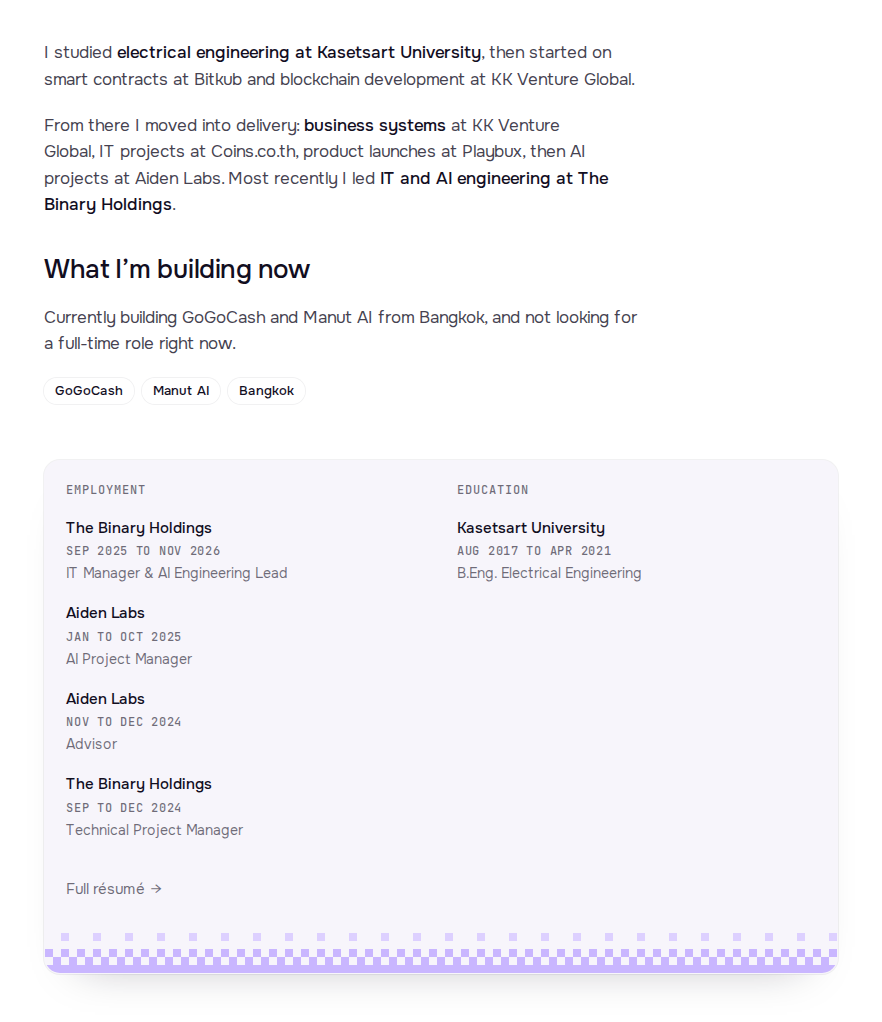 I studied electrical engineering at Kasetsart University, then started on
smart contracts at Bitkub and blockchain development at KK Venture Global.
From there I moved into delivery: business systems at KK Venture
Global, IT projects at Coins.co.th, product launches at Playbux, then AI
projects at Aiden Labs. Most recently I led IT and AI engineering at The
Binary Holdings.
What I’m building now
Currently building GoGoCash and Manut AI from Bangkok, and not looking for
a full-time role right now.
GoGoCash
Manut AI
Bangkok
EMPLOYMENT
The Binary Holdings
SEP 2025 TO NOV 2026
IT Manager & AI Engineering Lead
Aiden Labs
JAN TO OCT 2025
AI Project Manager
Aiden Labs
NOV TO DEC 2024
Advisor
The Binary Holdings
SEP TO DEC 2024
Technical Project Manager
Full résumé →
EDUCATION
Kasetsart University
AUG 2017 TO APR 2021
B.Eng. Electrical Engineering